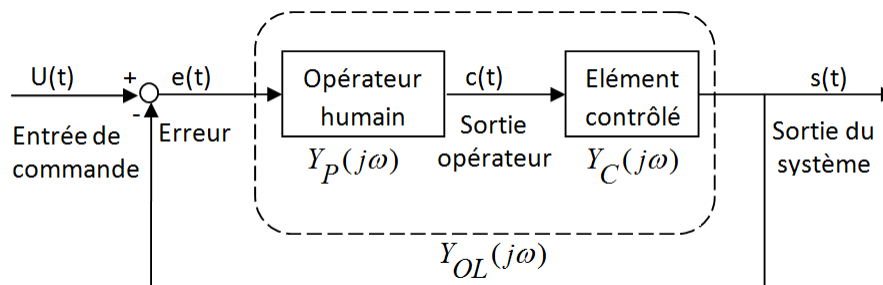 U(t)
+
-
e(t)
Opérateur
humain
c(t)
Elément
contrôlé
s(t)
Entrée de
commande
Erreur
Sortie
opérateur
Sortie du
système
Y_P(jω)
Y_C(jω)
Y_OL(jω)